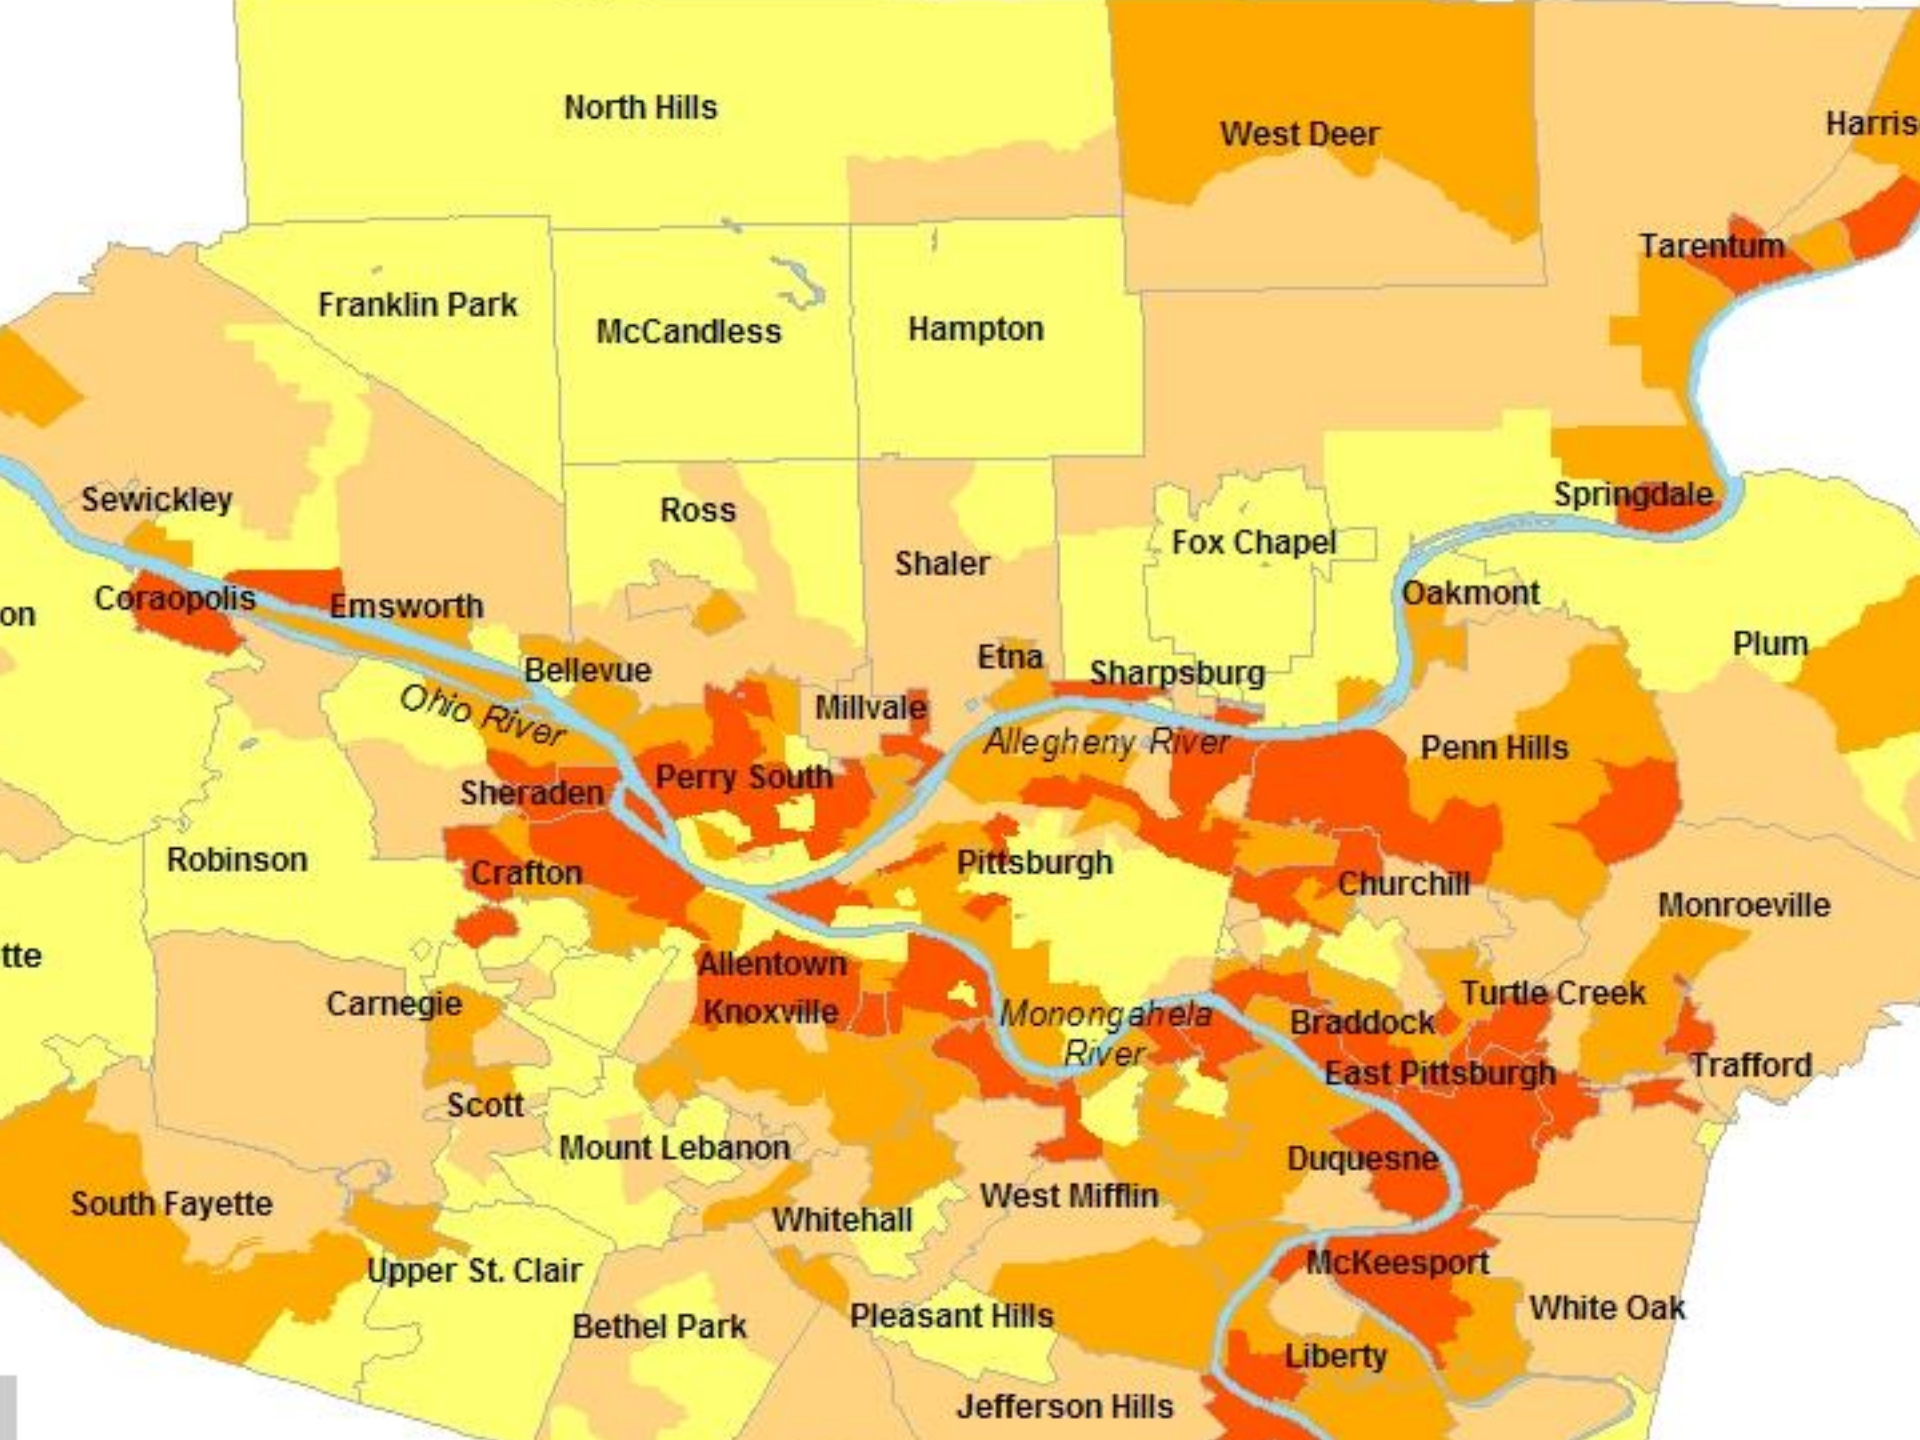 North Hills
West Deer
Harris
Tarentum
Franklin Park
McCandless
Hampton
Sewickley
Ross
Springdale
Fox Chapel
Shaler
Coraopolis
Emsworth
Oakmont
on
Plum
Etna
Bellevue
Sharpsburg
Ohio River
Millvale
Allegheny River
Penn Hills
Perry South
Sheraden
Robinson
Crafton
Pittsburgh
Churchill
Monroeville
tte
Allentown
Carnegie
Knoxville
Monongahela
River
Turtle Creek
Braddock
East Pittsburgh
Trafford
Scott
Mount Lebanon
Duquesne
South Fayette
West Mifflin
Whitehall
Upper St. Clair
McKeesport
White Oak
Bethel Park
Pleasant Hills
Liberty
Jefferson Hills